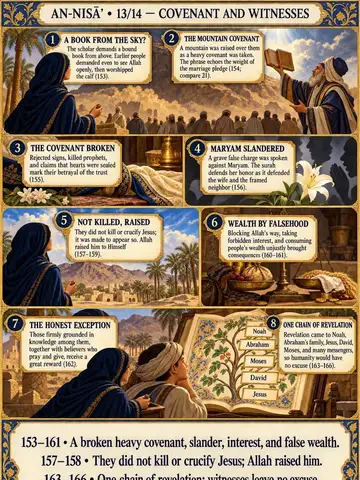 AN-NISĀ’ • 13/14 — COVENANT AND WITNESSES
1
A BOOK FROM THE SKY?
The scholar demands a bound
book from above. Earlier people
demanded even to see Allah
openly, then worshipped
the calf (153).
2
THE MOUNTAIN COVENANT
A mountain was raised over them as
a heavy covenant was taken.
The phrase echoes the weight of
the marriage pledge (154;
compare 21).
3
THE COVENANT BROKEN
Rejected signs, killed prophets,
and claims that hearts were sealed
mark their betrayal of the trust
(155).
4
MARYAM SLANDERED
A grave false charge was spoken
against Maryam. The surah
defends her honor as it defended
the wife and the framed
neighbor (156).
5
NOT KILLED, RAISED
They did not kill or crucify Jesus;
it was made to appear so. Allah
raised him to Himself
(157–159).
6
WEALTH BY FALSEHOOD
Blocking Allah’s way, taking
forbidden interest, and consuming
people’s wealth unjustly brought
consequences (160–161).
7
THE HONEST EXCEPTION
Those firmly grounded in
knowledge among them,
together with believers who
pray and give, receive a
great reward (162).
8
ONE CHAIN OF REVELATION
Revelation came to Noah,
Abraham’s family, Jesus, David,
Moses, and many messengers,
so humanity would have
no excuse (163–166).
Noah
Abraham
Moses
David
Jesus
153–161 • A broken heavy covenant, slander, interest, and false wealth.
157–158 • They did not kill or crucify Jesus; Allah raised him.
163–166 • One chain of revelation; witnesses leave no excuse.